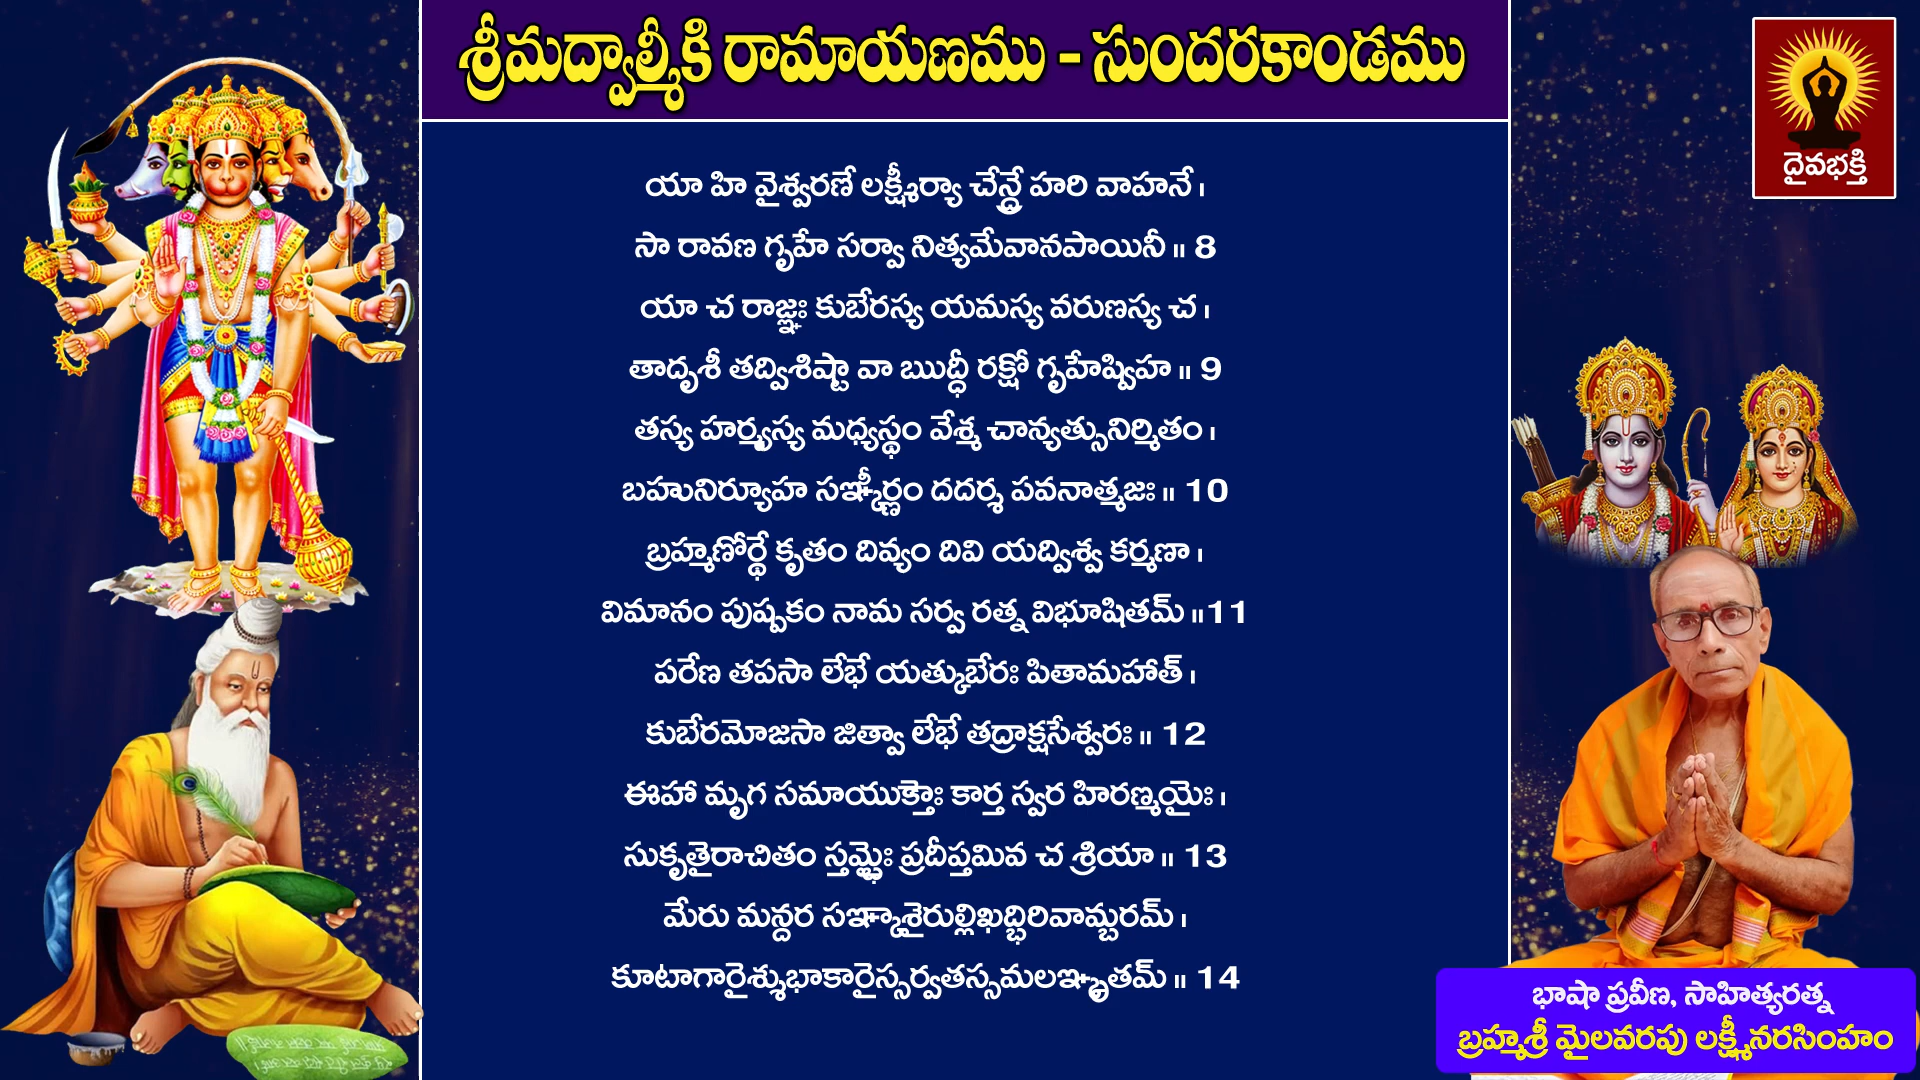 శ్రీమద్వాల్మీకి రామాయణము - సుందరకాండము
దైవభక్తి
యా హి వైశ్వరణే లక్ష్మీర్యా చేన్ద్రే హరి వాహనే ।
సా రావణ గృహే సర్వా నిత్యమేవానపాయినీ ॥ 8
యా చ రాజ్ఞః కుబేరస్య యమస్య వరుణస్య చ ।
తాదృశీ తద్విశిష్టా వా ఋద్ధీ రక్షో గృహేష్విహ ॥ 9
తస్య హర్మ్యస్య మధ్యస్థం వేశ్మ చాన్యత్సునిర్మితం ।
బహునిర్యూహ సఙ్కీర్ణం దదర్శ పవనాత్మజః ॥ 10
బ్రహ్మణోర్థే కృతం దివ్యం దివి యద్విశ్వ కర్మణా ।
విమానం పుష్పకం నామ సర్వ రత్న విభూషితమ్ ॥11
పరేణ తపసా లేభే యత్కుబేరః పితామహాత్ ।
కుబేరమోజసా జిత్వా లేభే తద్రాక్షసేశ్వరః ॥ 12
ఈహా మృగ సమాయుక్తైః కార్త స్వర హిరణ్మయైః ।
సుకృతైరాచితం స్తమ్భైః ప్రదీప్తమివ చ శ్రియా ॥ 13
మేరు మన్దర సఙ్కాశైరుల్లిఖద్భిరివామ్బరమ్ ।
కూటాగారైశ్శుభాకారైస్సర్వతస్సమలఙ్కృతమ్ ॥ 14
భాషా ప్రవీణ, సాహిత్యరత్న
బ్రహ్మశ్రీ మైలవరపు లక్ష్మీనరసింహం